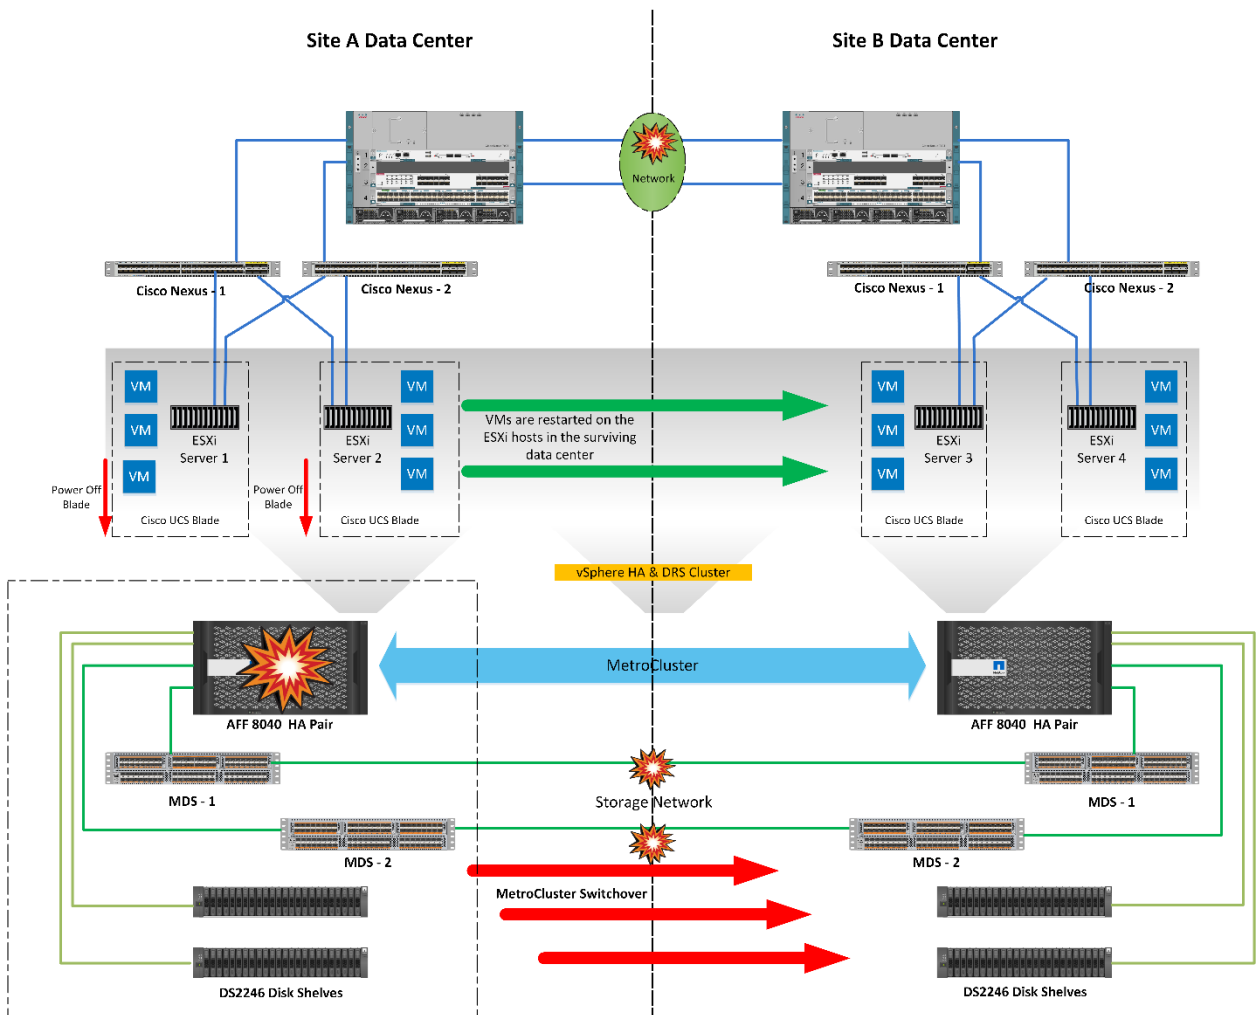 Site A Data Center
Site B Data Center
Network
Cisco Nexus - 1
Cisco Nexus - 2
Cisco Nexus - 1
Cisco Nexus - 2
VM
VM
VM
VM
VM
VM
VM
VM
VM
VM
VM
VM
ESXi
Server 1
ESXi
Server 2
ESXi
Server 3
ESXi
Server 4
VMs are restarted on the
ESXi hosts in the surviving
data center
Power Off
Blade
Power Off
Blade
Cisco UCS Blade
Cisco UCS Blade
Cisco UCS Blade
Cisco UCS Blade
vSphere HA & DRS Cluster
MetroCluster
AFF 8040 HA Pair
AFF 8040 HA Pair
MDS - 1
MDS - 1
Storage Network
MDS - 2
MDS - 2
MetroCluster Switchover
DS2246 Disk Shelves
DS2246 Disk Shelves